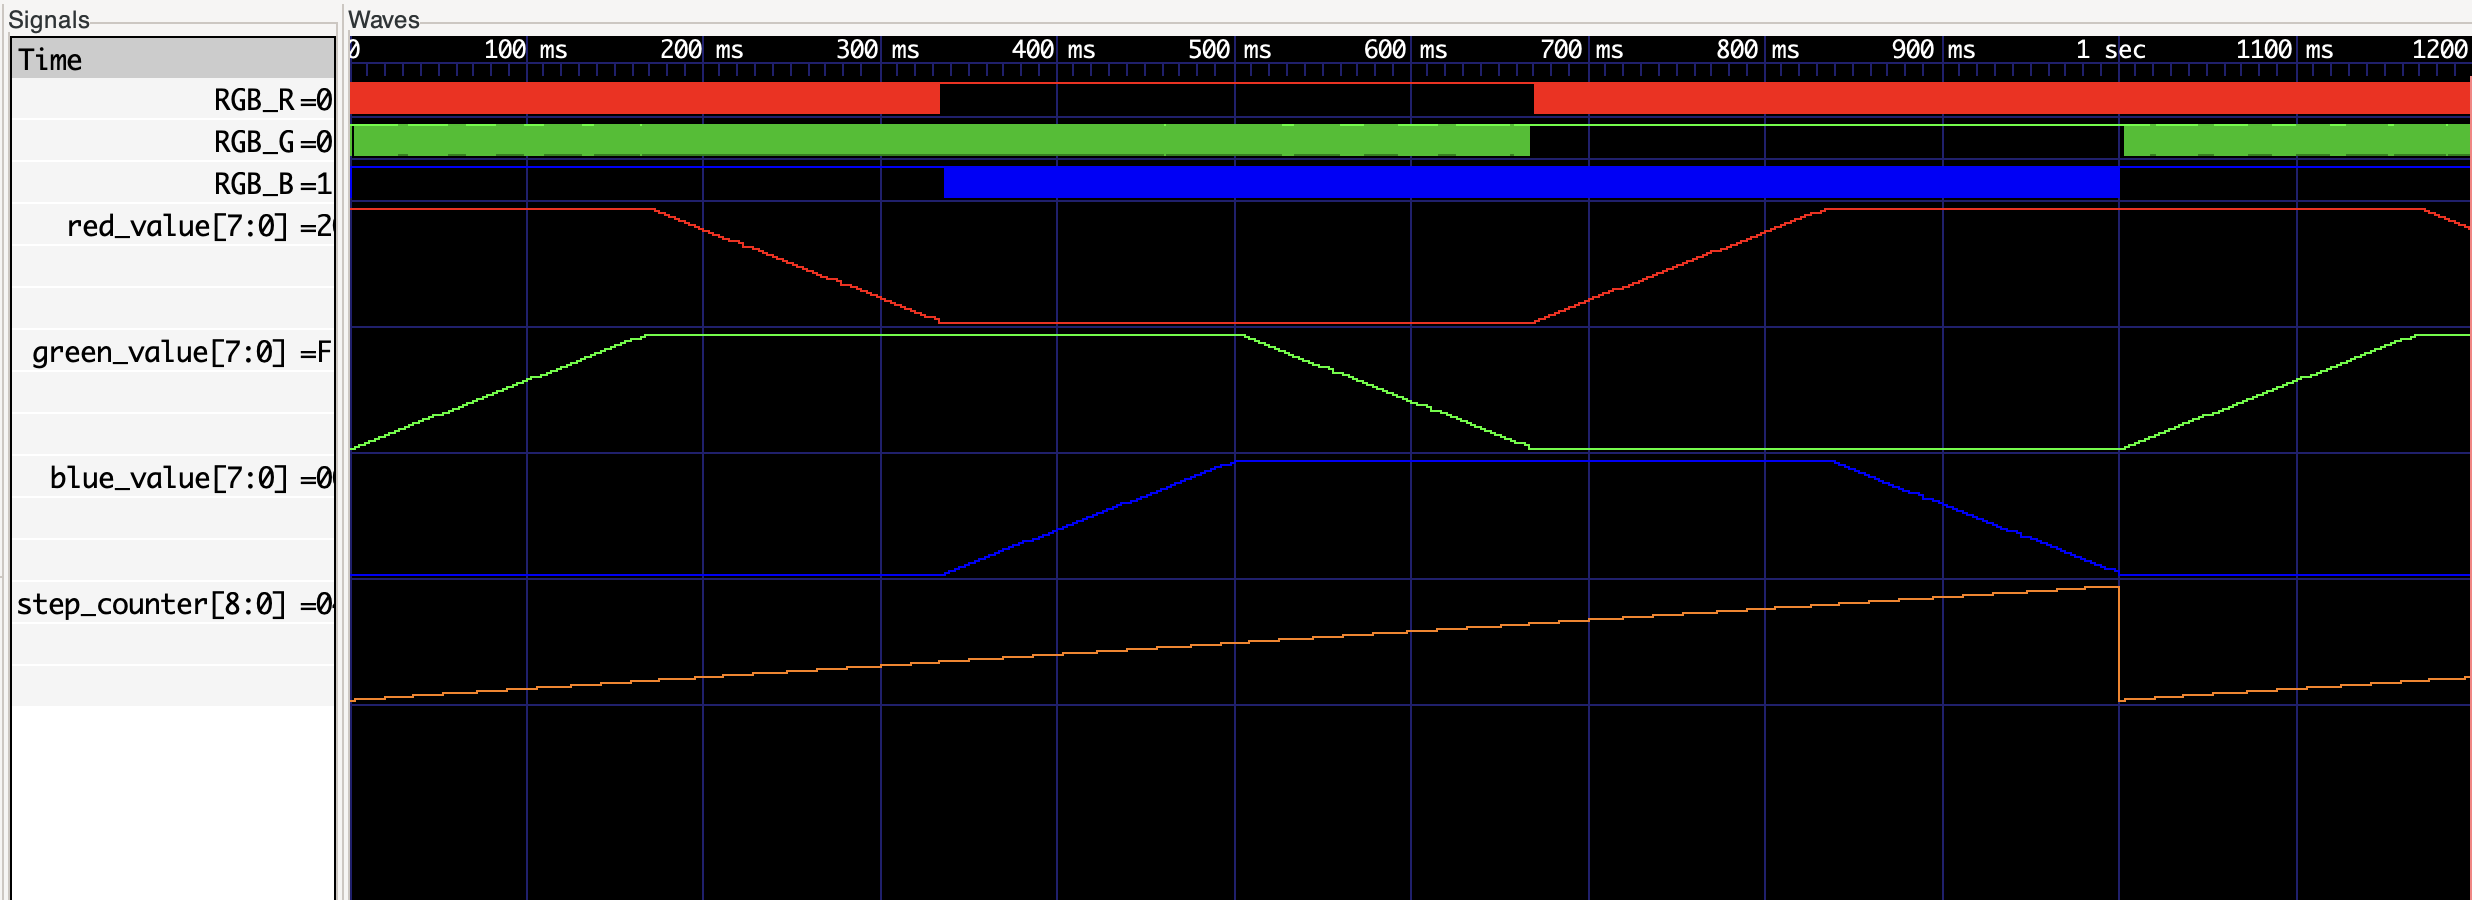 Signals
Waves
Time
0 100 ms 200 ms 300 ms 400 ms 500 ms 600 ms 700 ms 800 ms 900 ms 1 sec 1100 ms 1200
RGB_R=0
RGB_G=0
RGB_B=1
red_value[7:0] =2
green_value[7:0] =F
blue_value[7:0] =0
step_counter[8:0] =0